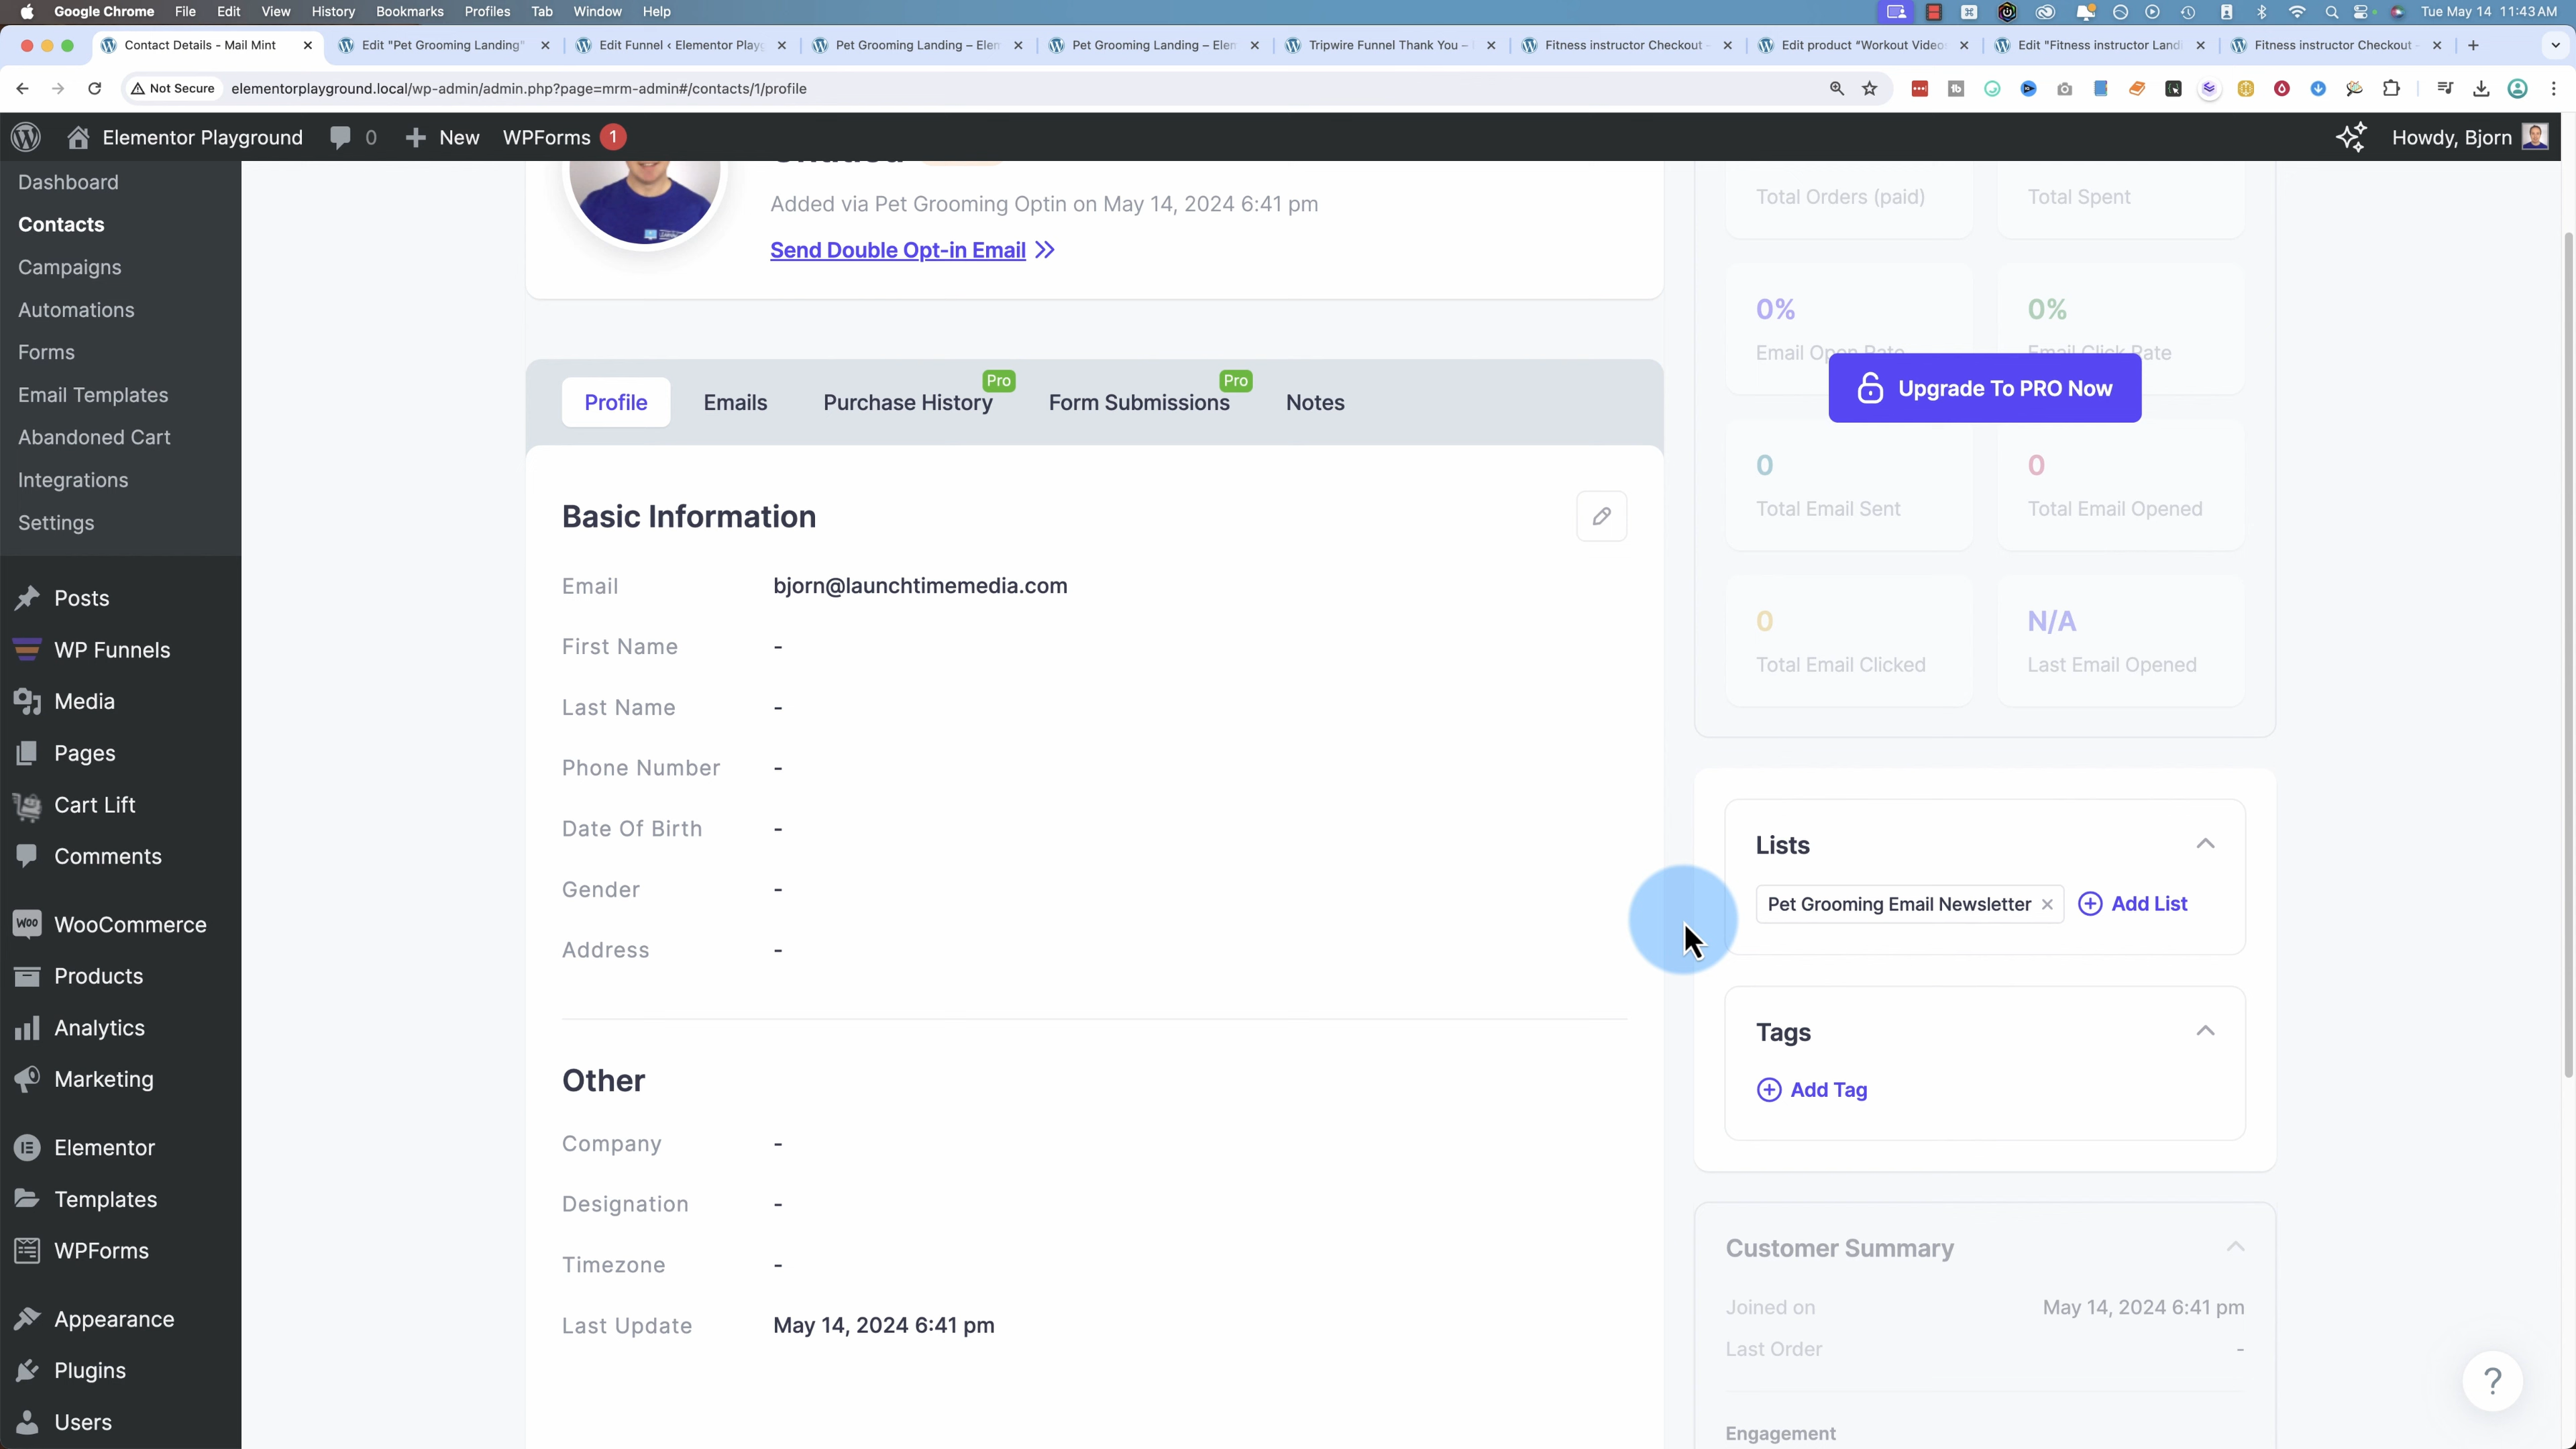 Google Chrome File Edit View History Bookmarks Profiles Tab Window Help Tue May 14 11:43 AM
Contact Details - Mail Mint Edit "Pet Grooming Landing" Edit Funnel ‹ Elementor Play Pet Grooming Landing – Elem Pet Grooming Landing – Elem Tripwire Funnel Thank You – Fitness instructor Checkout - Edit product "Workout Video Edit "Fitness instructor Land Fitness instructor Checkout -
Not Secure elementorplayground.local/wp-admin/admin.php?page=mrm-admin#/contacts/1/profile
Elementor Playground 0 New WPForms 1 Howdy, Bjorn
Dashboard
Contacts
Campaigns
Automations
Forms
Email Templates
Abandoned Cart
Integrations
Settings
Posts
WP Funnels
Media
Pages
Cart Lift
Comments
WooCommerce
Products
Analytics
Marketing
Elementor
Templates
WPForms
Appearance
Plugins
Users
Added via Pet Grooming Optin on May 14, 2024 6:41 pm
Send Double Opt-in Email
Profile Emails Purchase History Pro Form Submissions Pro Notes
Basic Information
Email bjorn@launchtimemedia.com
First Name -
Last Name -
Phone Number -
Date Of Birth -
Gender -
Address -
Other
Company -
Designation -
Timezone -
Last Update May 14, 2024 6:41 pm
Total Orders (paid) Total Spent
0% 0%
Email Open Rate Email Click Rate
Upgrade To PRO Now
0 0
Total Email Sent Total Email Opened
0 N/A
Total Email Clicked Last Email Opened
Lists
Pet Grooming Email Newsletter × Add List
Tags
Add Tag
Customer Summary
Joined on May 14, 2024 6:41 pm
Last Order -
Engagement
?